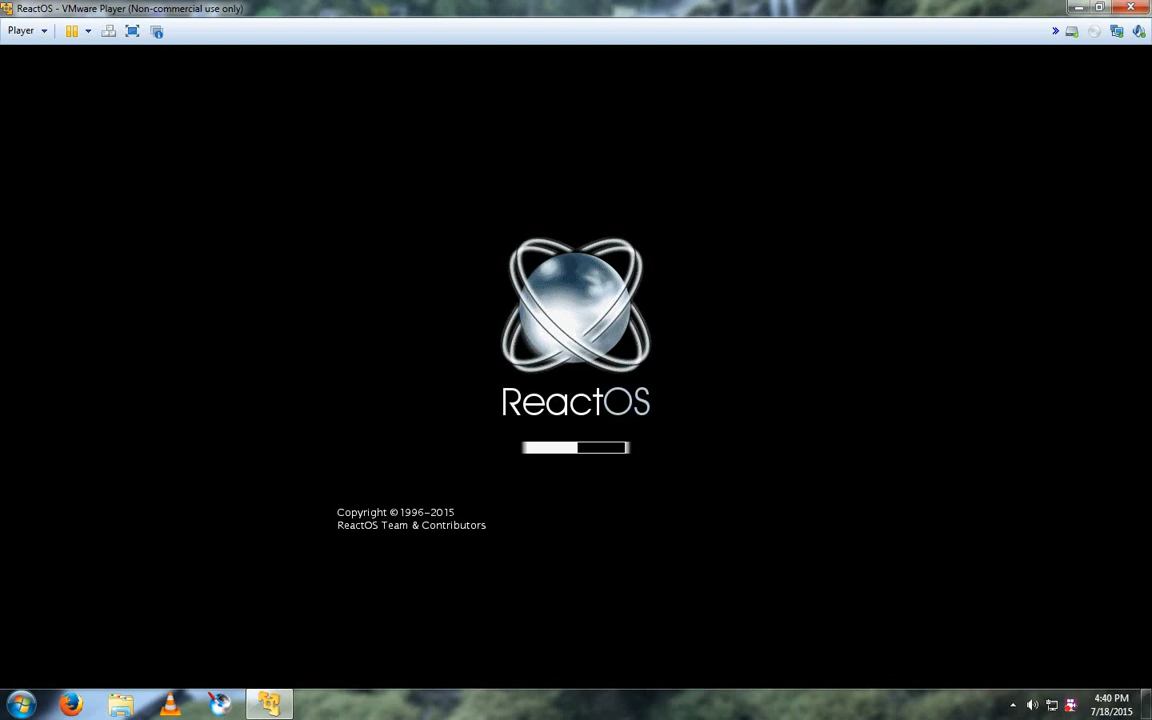 ReactOS - VMware Player (Non-commercial use only)
Player
ReactOS
Copyright ©1996-2015
ReactOS Team & Contributors
4:40 PM
7/18/2015